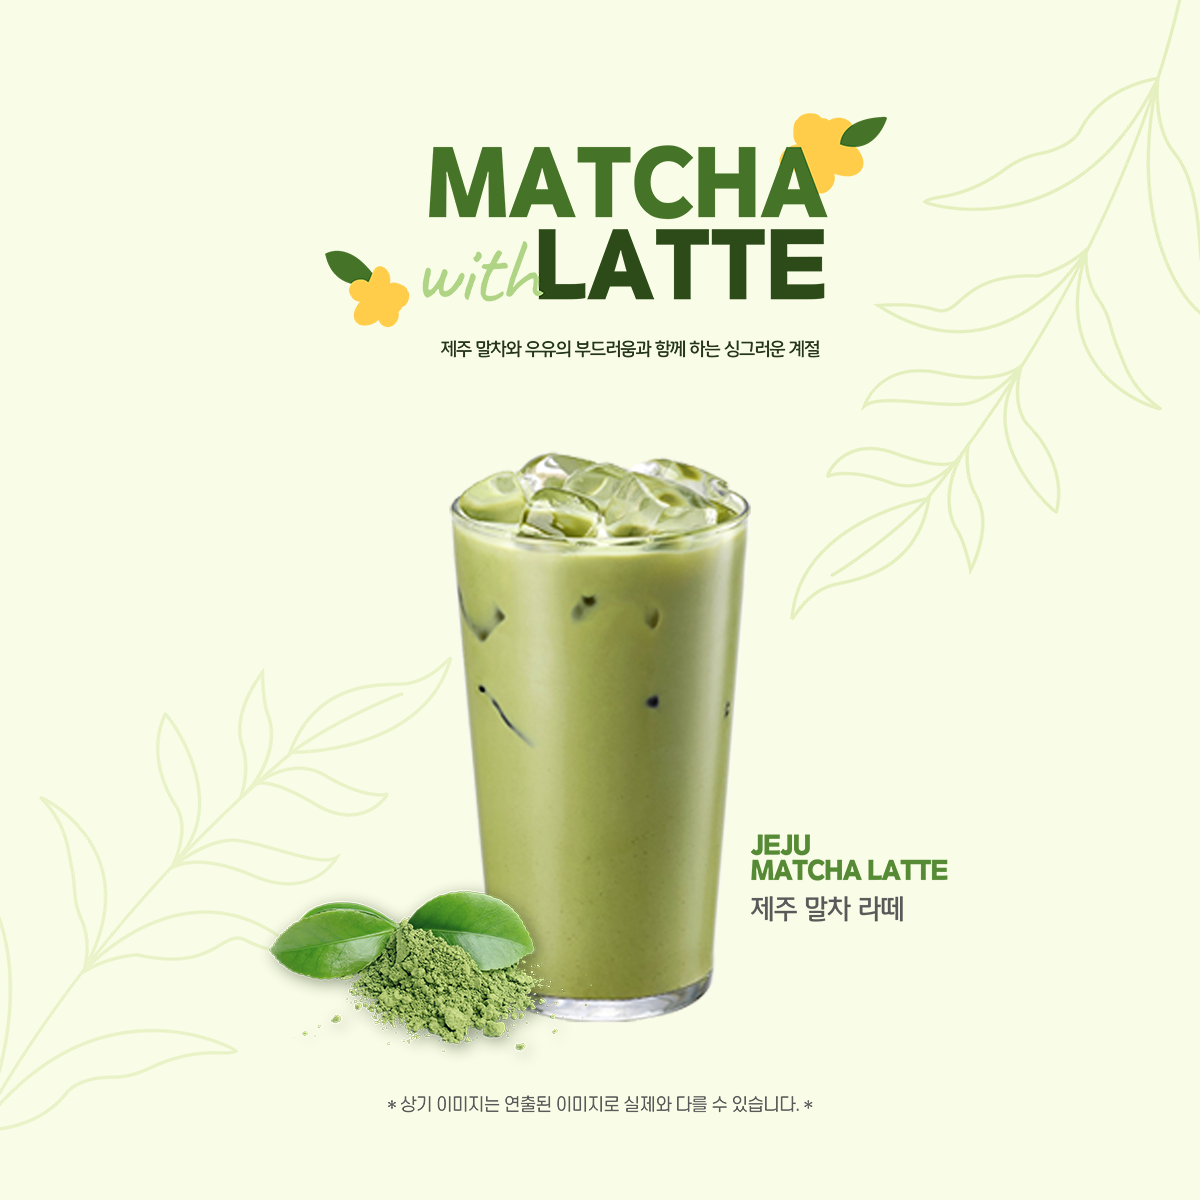 MATCHA
with LATTE
제주 말차와 우유의 부드러움과 함께 하는 싱그러운 계절
JEJU
MATCHA LATTE
제주 말차 라떼
* 상기 이미지는 연출된 이미지로 실제와 다를 수 있습니다. *